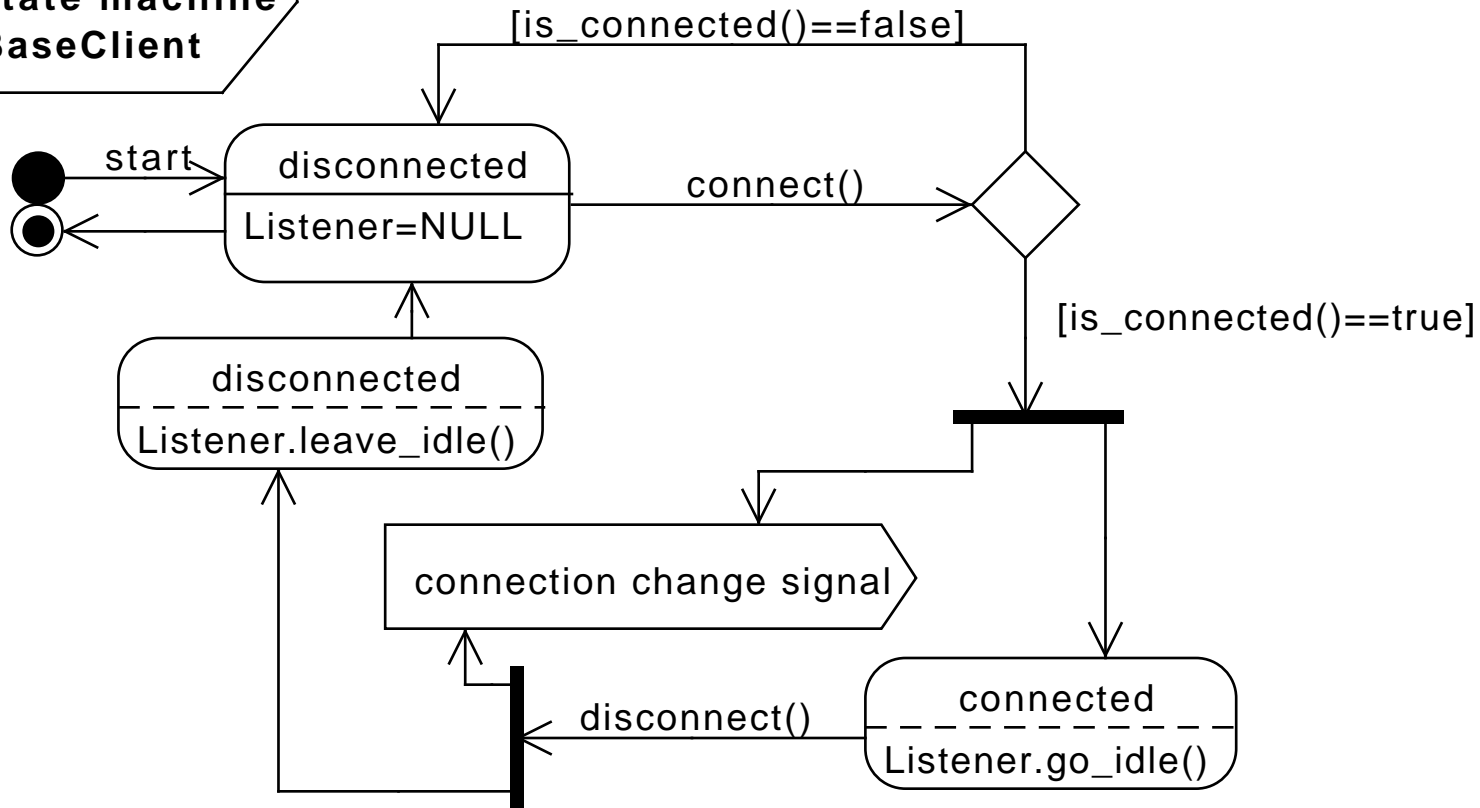 machine
[is_connected()==false]
start
disconnected
connect()
Listener=NULL
[is_connected()==true]
disconnected
Listener.leave_idle()
connection change signal
connected
disconnect()
Listener.go_idle()